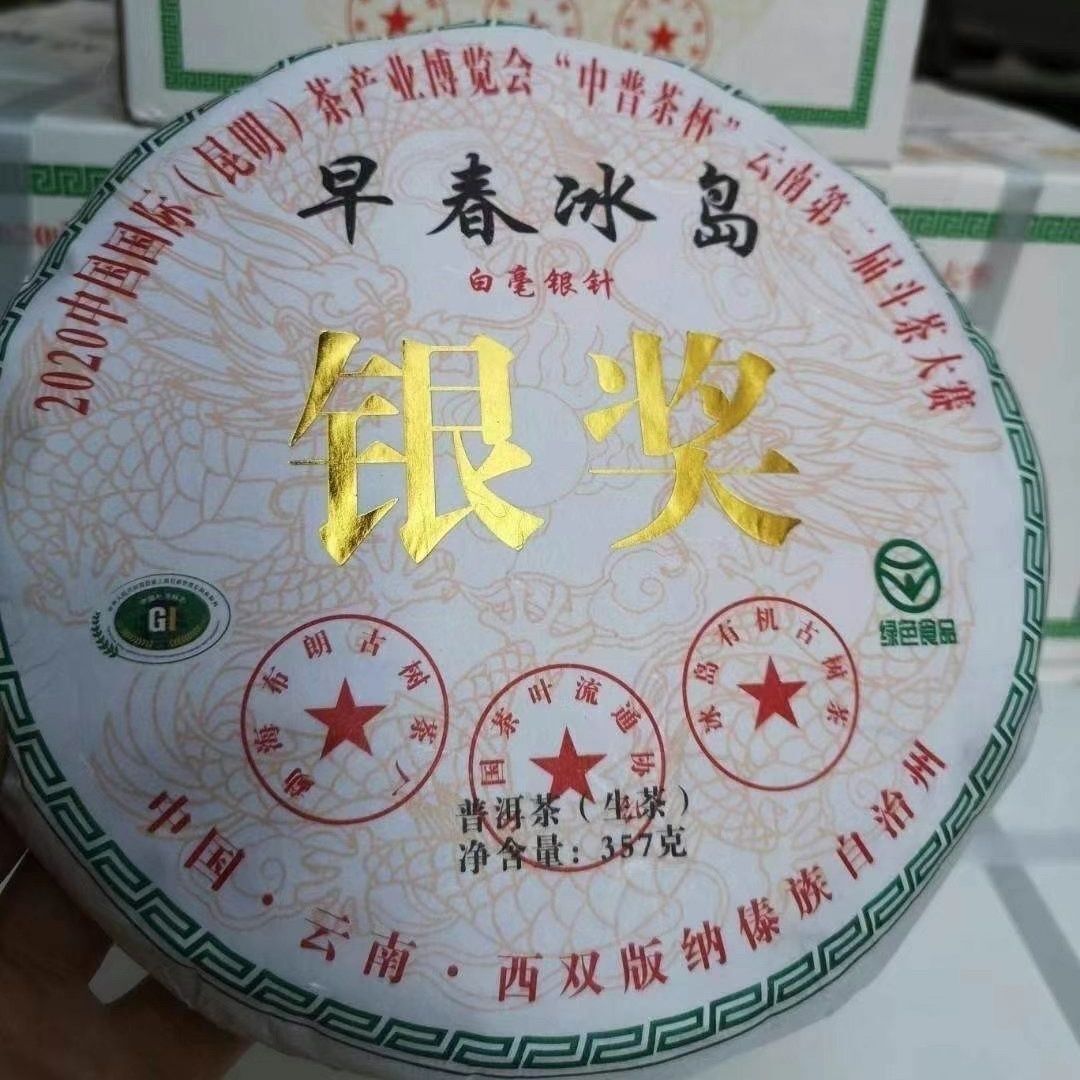 2020中国国际（昆明）茶产业博览会“中普茶杯”云南第二届斗茶大赛
早春冰岛
白毫银针
银奖
GI
绿色食品
勐海布朗古树茶厂
国茶叶流通协
冰岛有机古树茶
普洱茶（生茶）
净含量：357克
中国·云南·西双版纳傣族自治州